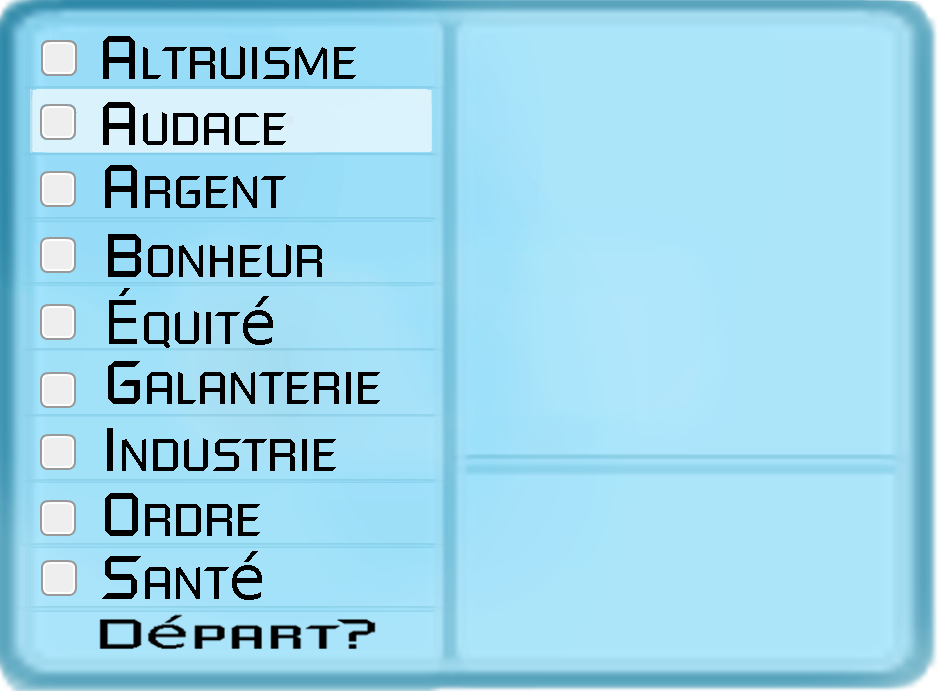 Altruisme
Audace
Argent
Bonheur
Équité
Galanterie
Industrie
Ordre
Santé
Départ?